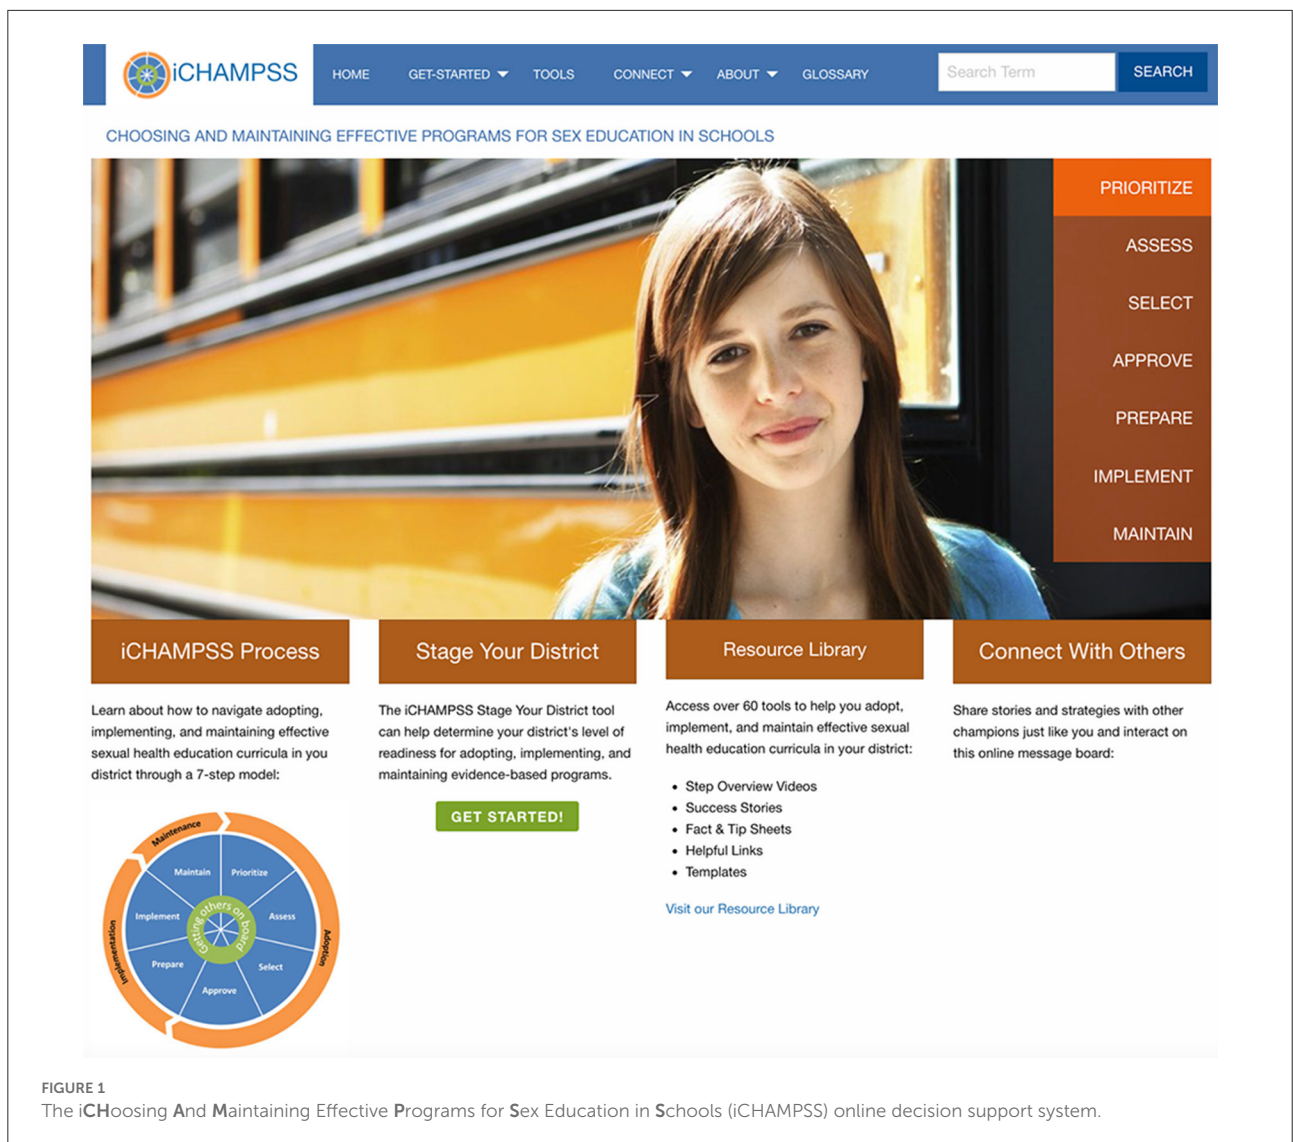 iCHAMPSS
HOME
GET-STARTED
TOOLS
CONNECT
ABOUT
GLOSSARY
Search Term
SEARCH
CHOOSING AND MAINTAINING EFFECTIVE PROGRAMS FOR SEX EDUCATION IN SCHOOLS
PRIORITIZE
ASSESS
SELECT
APPROVE
PREPARE
IMPLEMENT
MAINTAIN
iCHAMPSS Process
Learn about how to navigate adopting,
implementing, and maintaining effective
sexual health education curricula in you
district through a 7-step model:
Maintenance
Adoption
Implementation
Maintain
Prioritize
Implement
Assess
Prepare
Select
Approve
Getting others on board
Stage Your District
The iCHAMPSS Stage Your District tool
can help determine your district's level of
readiness for adopting, implementing, and
maintaining evidence-based programs.
GET STARTED!
Resource Library
Access over 60 tools to help you adopt,
implement, and maintain effective sexual
health education curricula in your district:
• Step Overview Videos
• Success Stories
• Fact & Tip Sheets
• Helpful Links
• Templates
Visit our Resource Library
Connect With Others
Share stories and strategies with other
champions just like you and interact on
this online message board:
FIGURE 1
The iCHoosing And Maintaining Effective Programs for Sex Education in Schools (iCHAMPSS) online decision support system.